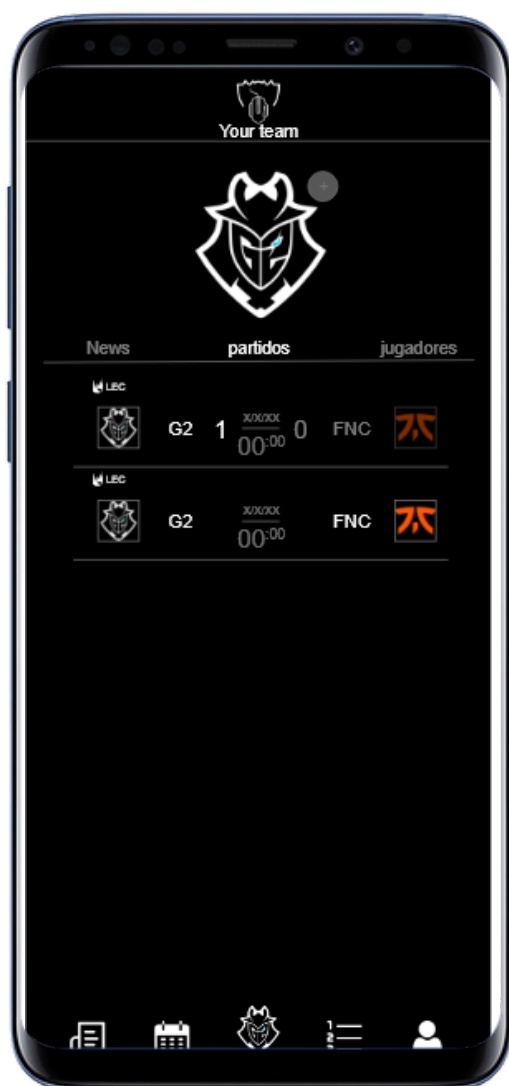 Your team
News partidos jugadores
LEC
G2 1 x/x/xx 00:00 0 FNC
LEC
G2 x/x/xx 00:00 FNC